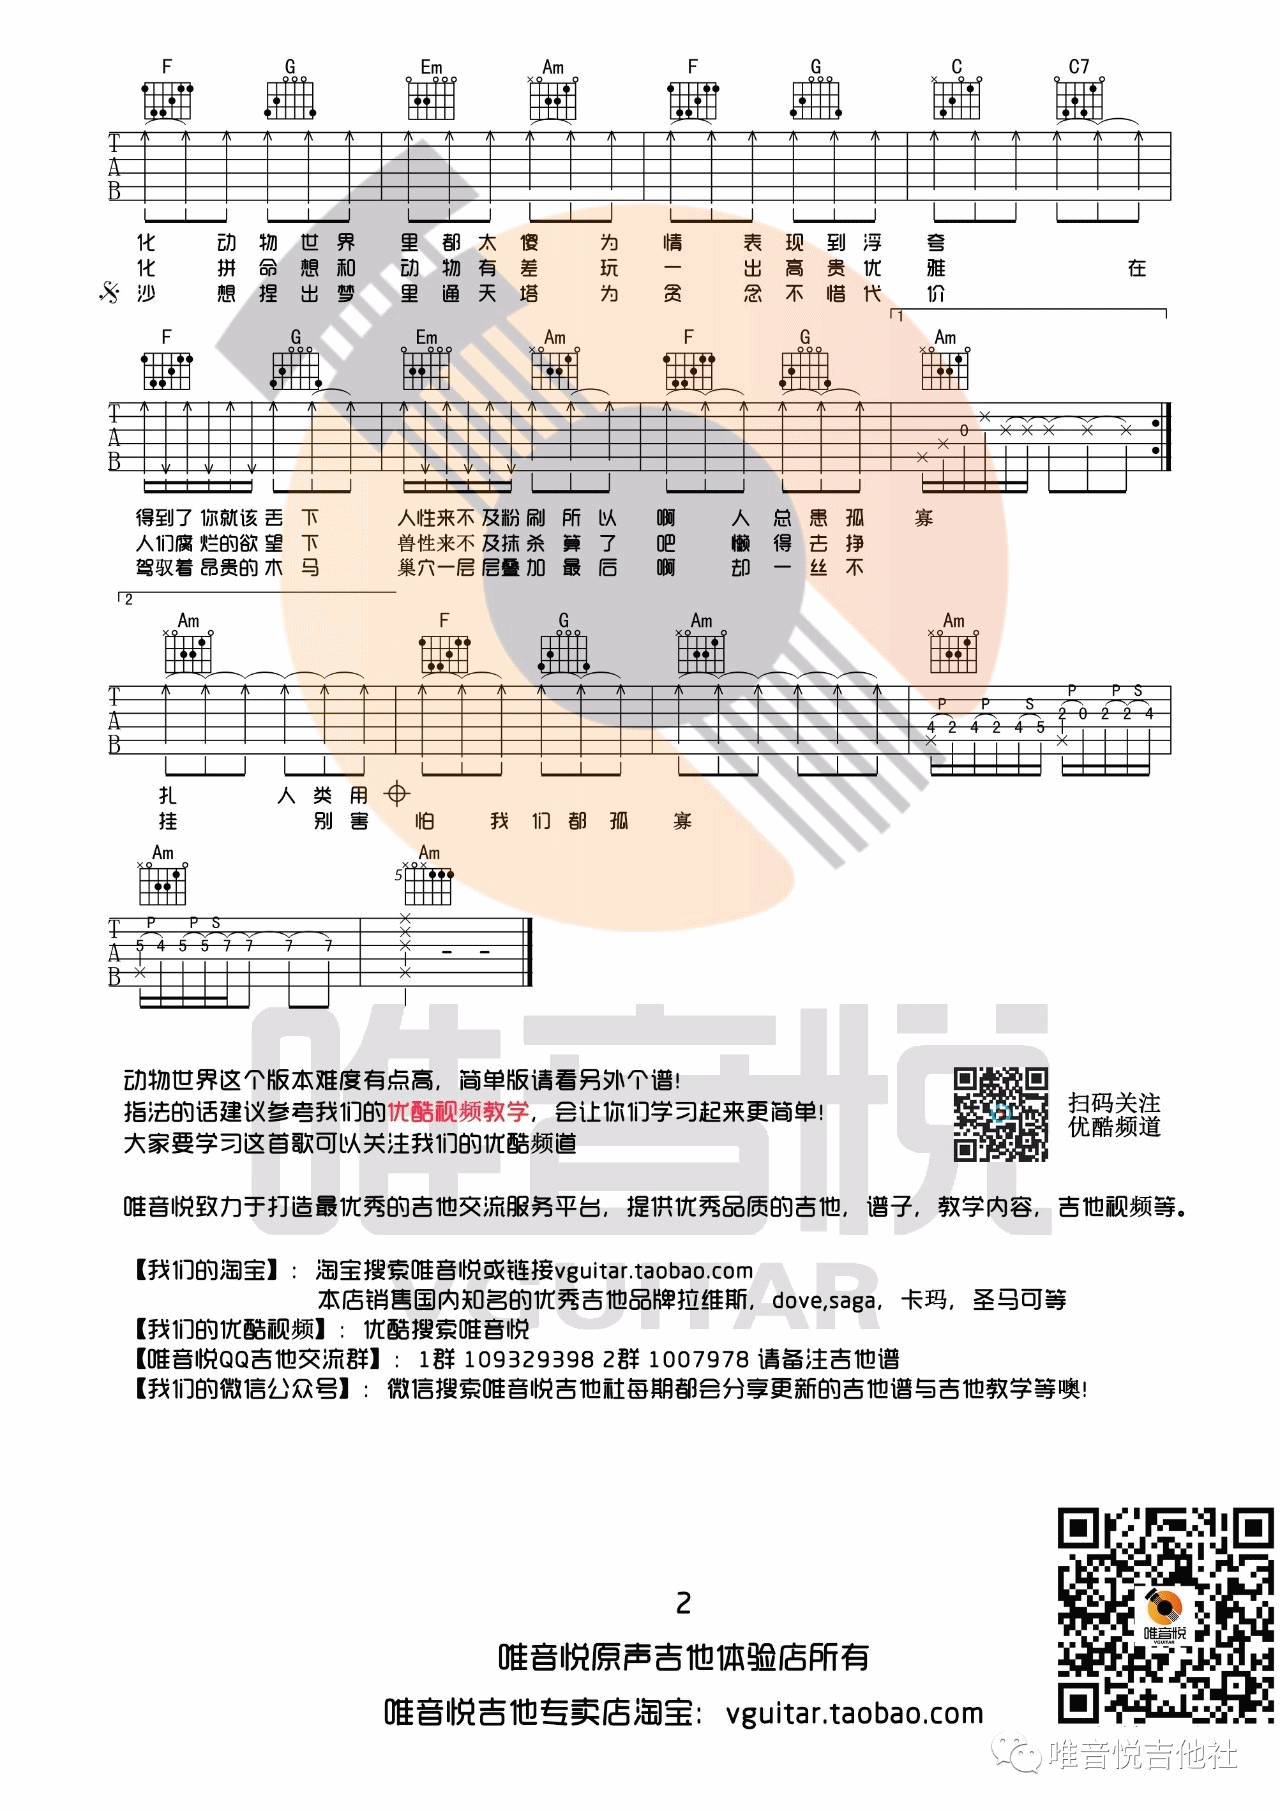 F G Em Am F G C C7
T
A
B
化 动物世界 里都太傻 为情 表现到浮夸
化 拼命想和 动物有差 玩一 出高贵优雅 在
沙 想捏出梦 里通天塔 为贪 念不惜代价
1
F G Em Am F G Am
T
A
B
0
得到了你就该丢下 人性来不及粉刷所以 啊 人总患孤 寡
人们腐烂的欲望下 兽性来不及抹杀算了 吧 懒得去挣
驾驭着昂贵的木马 巢穴一层层叠加最后 啊 却一丝不
2
Am F G Am Am
P P S P P S
T
A
B
4 2 4 2 4 5 2 0 2 2 4
扎 人类用
挂 别害 怕 我们都孤 寡
Am Am
5
P P S
T
A
B
5 4 5 5 7 7 7 7
动物世界这个版本难度有点高，简单版请看另外个谱!
指法的话建议参考我们的优酷视频教学，会让你们学习起来更简单!
大家要学习这首歌可以关注我们的优酷频道
扫码关注
优酷频道
唯音悦致力于打造最优秀的吉他交流服务平台，提供优秀品质的吉他，谱子，教学内容，吉他视频等。
【我们的淘宝】：淘宝搜索唯音悦或链接vguitar.taobao.com
本店销售国内知名的优秀吉他品牌拉维斯，dove,saga，卡玛，圣马可等
【我们的优酷视频】：优酷搜索唯音悦
【唯音悦QQ吉他交流群】：1群 109329398 2群 1007978 请备注吉他谱
【我们的微信公众号】：微信搜索唯音悦吉他社每期都会分享更新的吉他谱与吉他教学等噢!
唯音悦
VGUITAR
2
唯音悦原声吉他体验店所有
唯音悦吉他专卖店淘宝：vguitar.taobao.com
唯音悦
VGUITAR
唯音悦吉他社